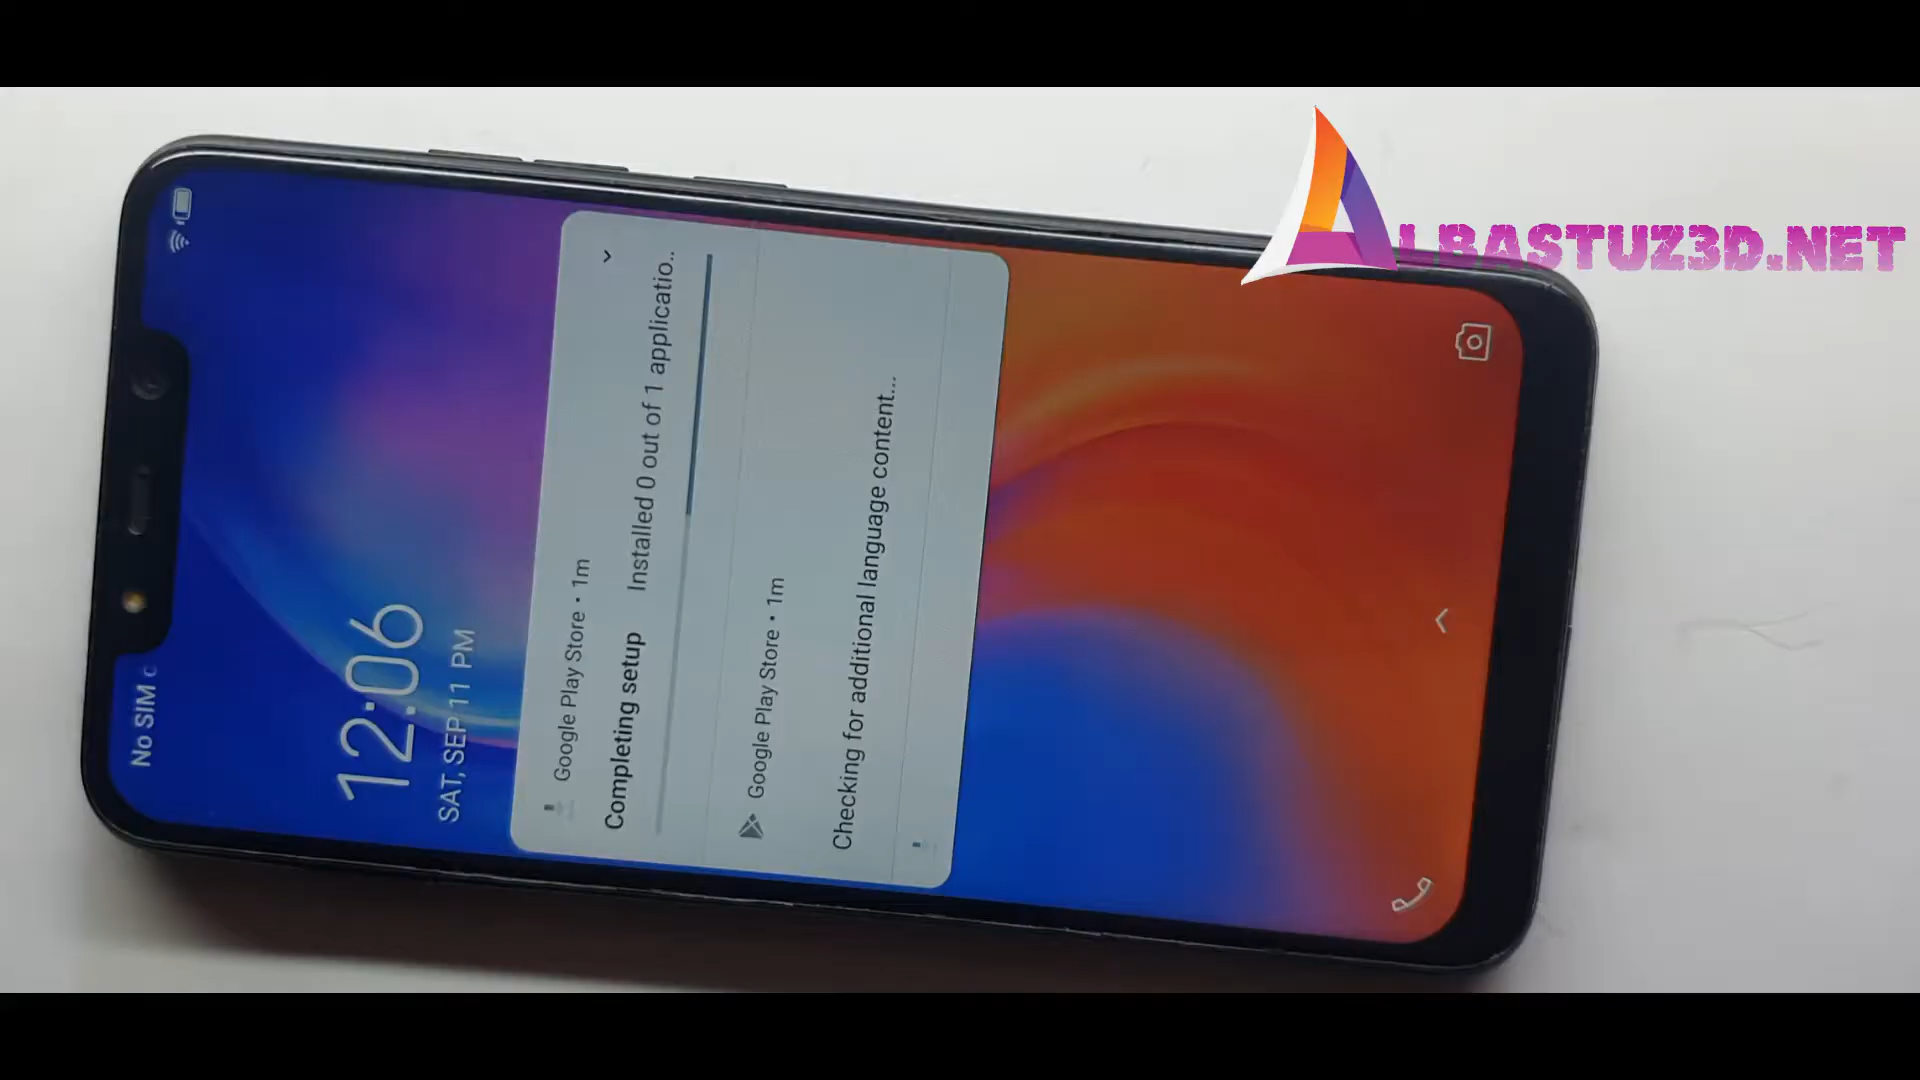 ALBASTUZ3D.NET
No SIM c
12:06
SAT, SEP 11 PM
Google Play Store • 1m
Completing setup Installed 0 out of 1 applicatio..
Google Play Store • 1m
Checking for additional language content...